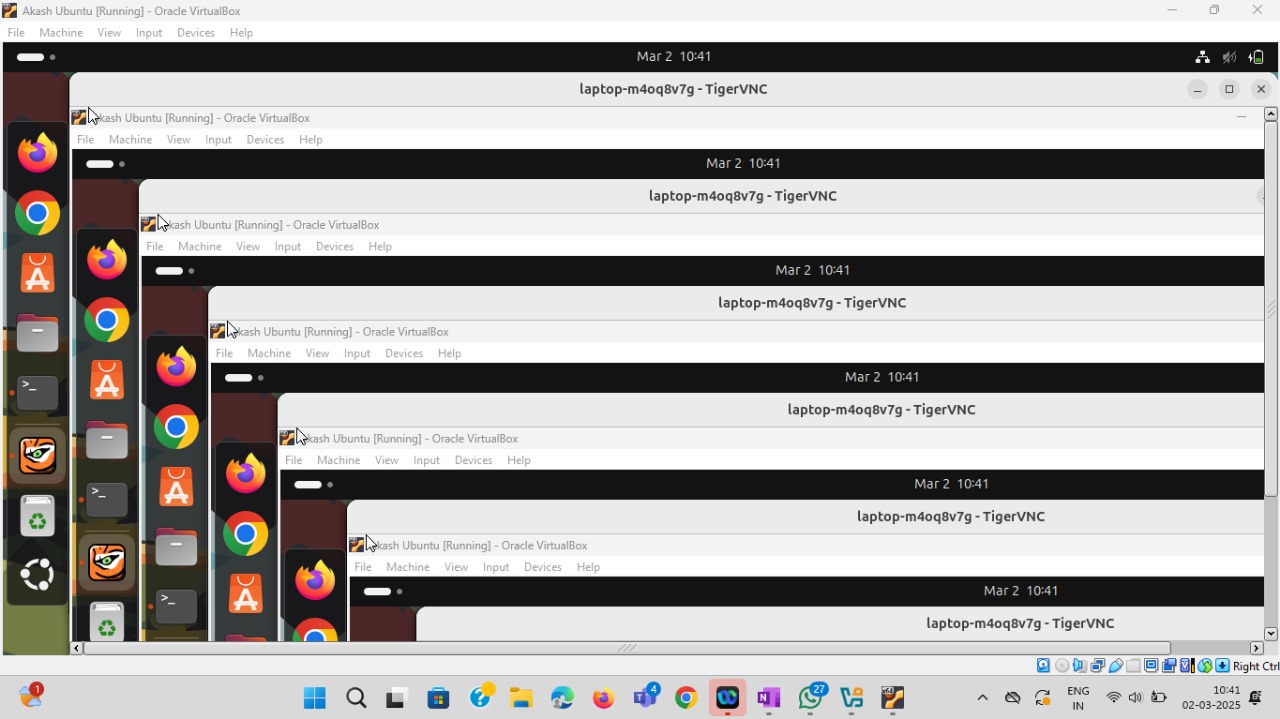 Akash Ubuntu [Running] - Oracle VirtualBox
File Machine View Input Devices Help
Mar 2 10:41
laptop-m4oq8v7g - TigerVNC
kash Ubuntu [Running] - Oracle VirtualBox
File Machine View Input Devices Help
Mar 2 10:41
laptop-m4oq8v7g - TigerVNC
kash Ubuntu [Running] - Oracle VirtualBox
File Machine View Input Devices Help
Mar 2 10:41
laptop-m4oq8v7g - TigerVNC
kash Ubuntu [Running] - Oracle VirtualBox
File Machine View Input Devices Help
Mar 2 10:41
laptop-m4oq8v7g - TigerVNC
kash Ubuntu [Running] - Oracle VirtualBox
File Machine View Input Devices Help
Mar 2 10:41
laptop-m4oq8v7g - TigerVNC
kash Ubuntu [Running] - Oracle VirtualBox
File Machine View Input Devices Help
Mar 2 10:41
laptop-m4oq8v7g - TigerVNC
Right Ctrl
1
4
27
ENG
IN
10:41
02-03-2025